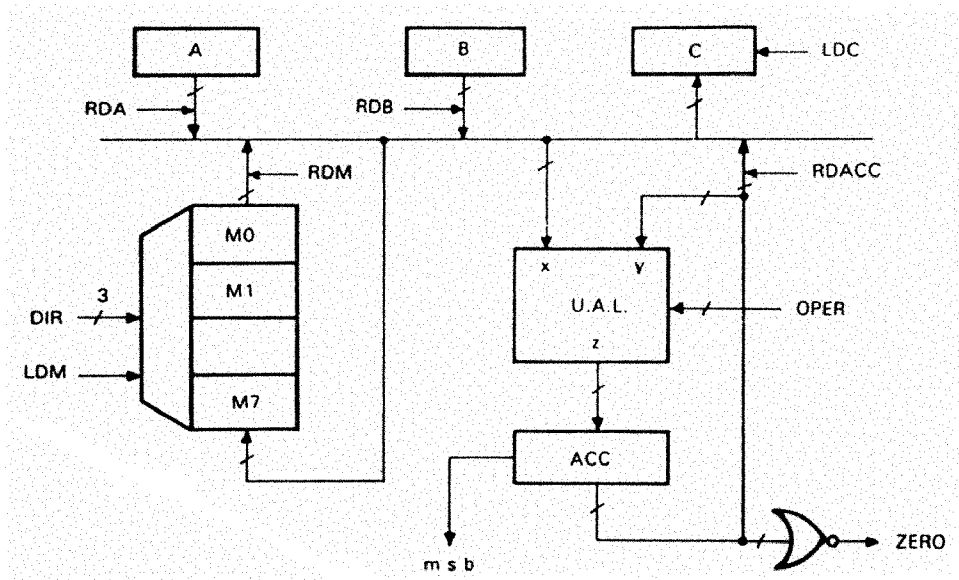 A
B
C
LDC
RDA
RDB
RDM
RDACC
M0
M1
3
DIR
x
y
U.A.L.
OPER
z
LDM
M7
ACC
ZERO
m s b